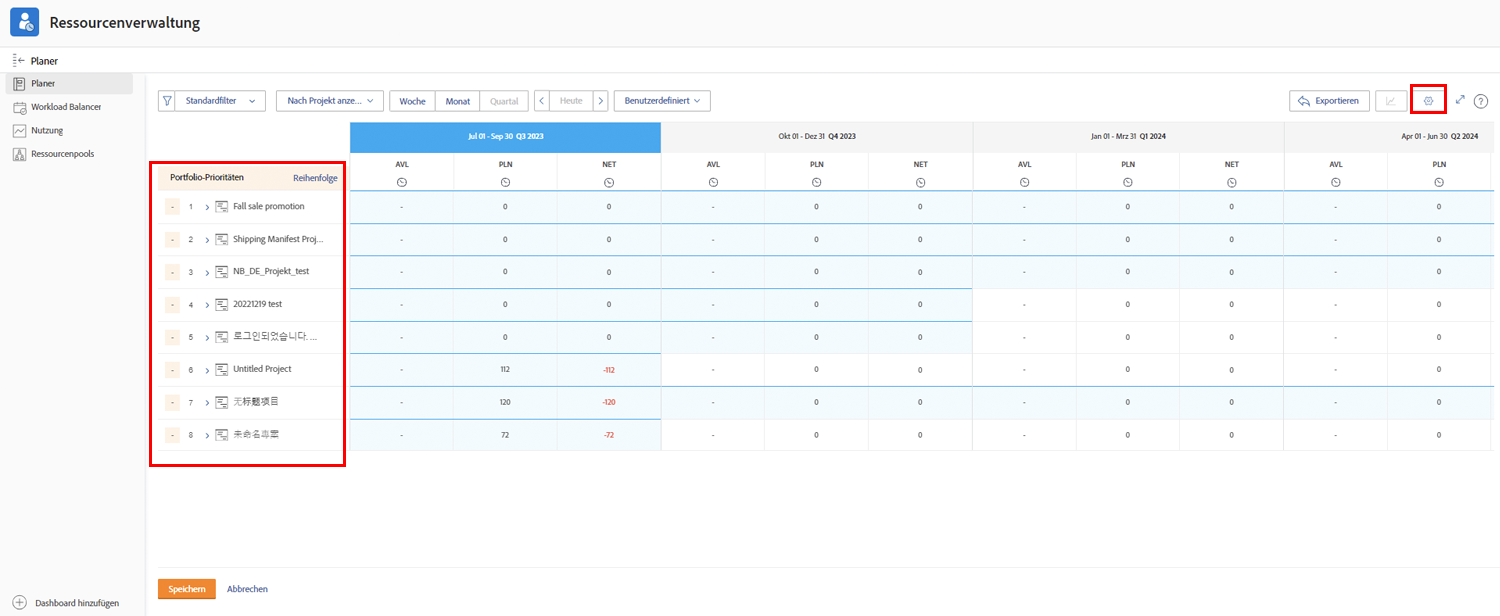 Ressourcenverwaltung
Planer
Planer
Workload Balancer
Nutzung
Ressourcenpools
Standardfilter Nach Projekt anze... Woche Monat Quartal Heute Benutzerdefiniert Exportieren ?
Jul 01 - Sep 30 Q3 2023 Okt 01 - Dez 31 Q4 2023 Jan 01 - Mrz 31 Q1 2024 Apr 01 - Jun 30 Q2 2024
AVL PLN NET AVL PLN NET AVL PLN NET AVL PLN
Portfolio-Prioritäten Reihenfolge
- 1 Fall sale promotion - 0 0 - 0 0 - 0 0 - 0
- 2 Shipping Manifest Proj... - 0 0 - 0 0 - 0 0 - 0
- 3 NB_DE_Projekt_test - 0 0 - 0 0 - 0 0 - 0
- 4 20221219 test - 0 0 - 0 0 - 0 0 - 0
- 5 로그인되었습니다. ... - 0 0 - 0 0 - 0 0 - 0
- 6 Untitled Project - 112 -112 - 0 0 - 0 0 - 0
- 7 无标题项目 - 120 -120 - 0 0 - 0 0 - 0
- 8 未命名專案 - 72 -72 - 0 0 - 0 0 - 0
Speichern Abbrechen
Dashboard hinzufügen